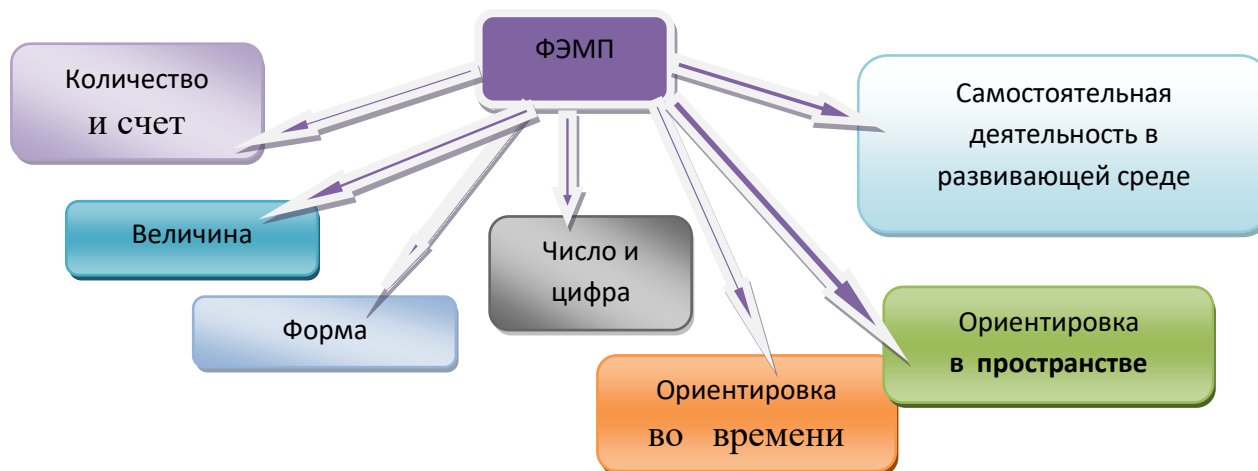 ФЭМП
Количество
и счет
Самостоятельная
деятельность в
развивающей среде
Величина
Число и
цифра
Форма
Ориентировка
в пространстве
Ориентировка
во времени